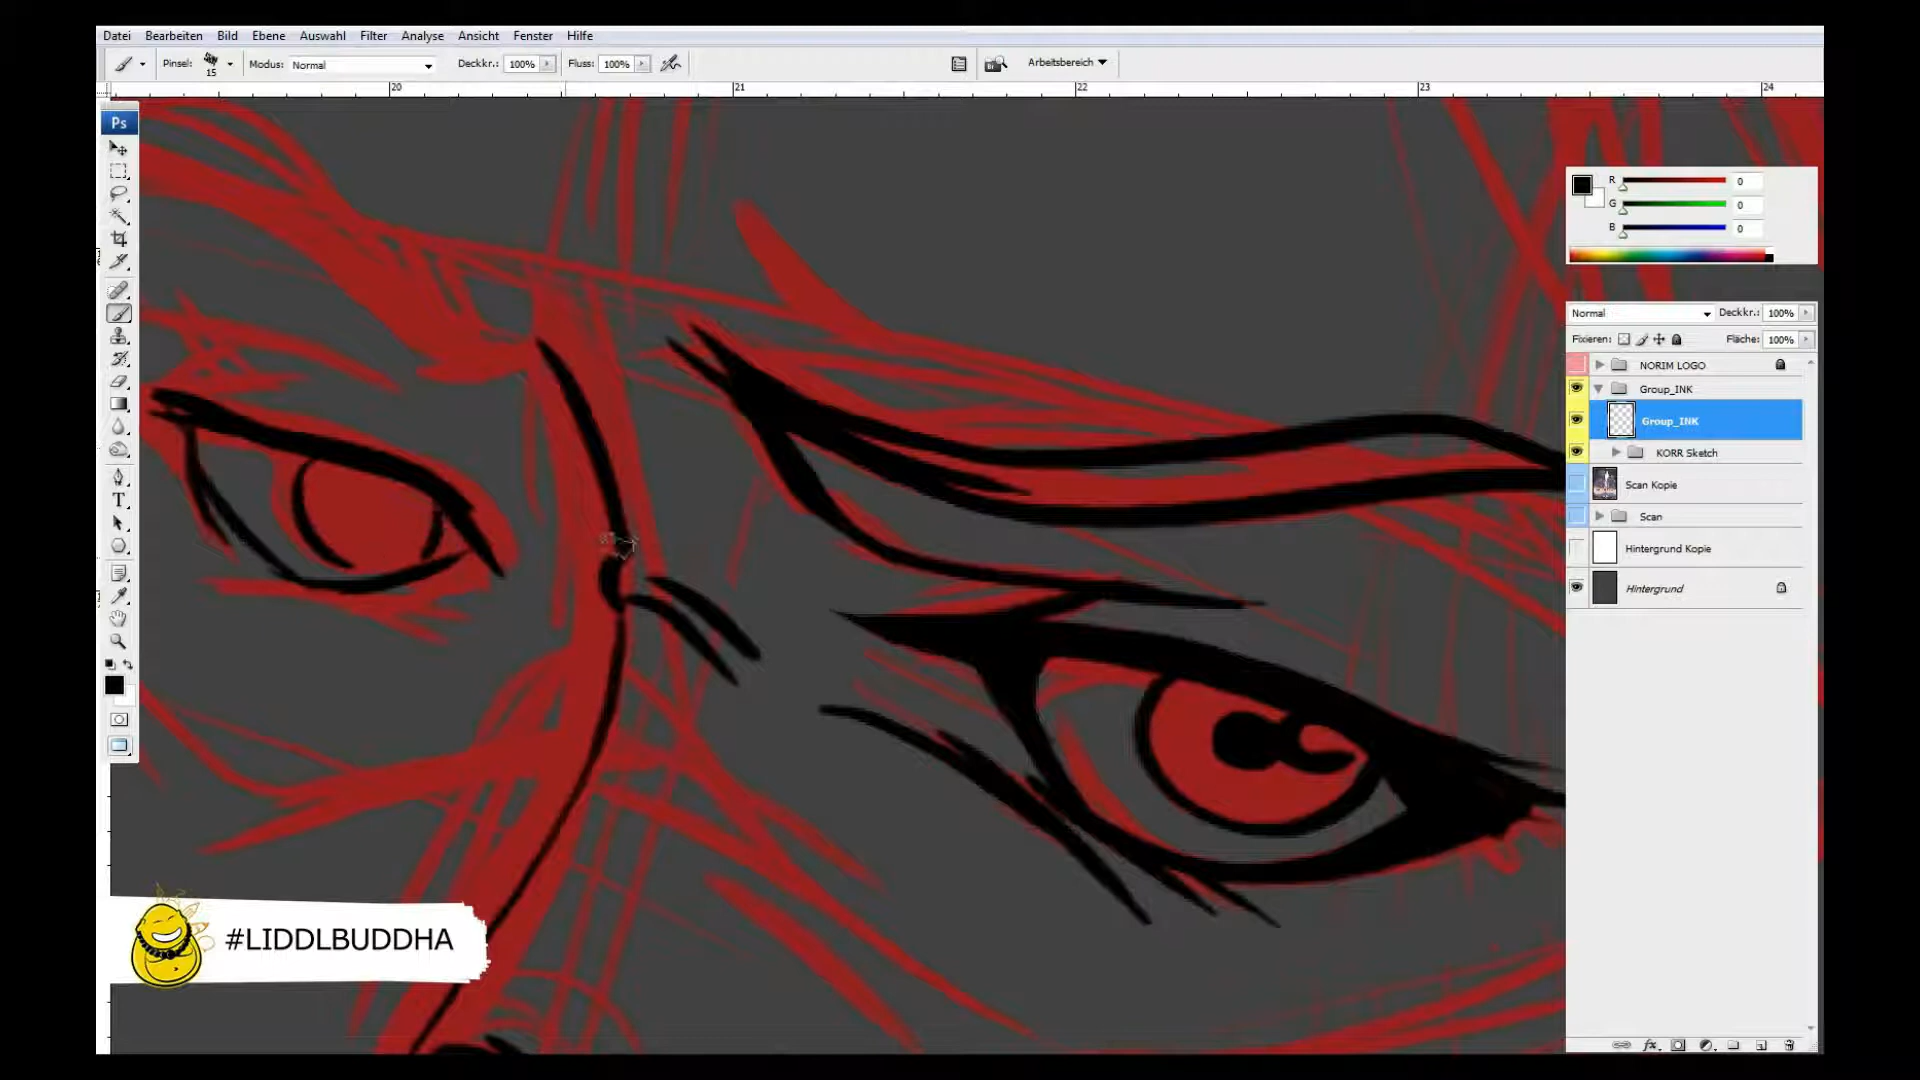 Datei Bearbeiten Bild Ebene Auswahl Filter Analyse Ansicht Fenster Hilfe
Pinsel: 15 Modus: Normal Deckkr.: 100% Fluss: 100% Arbeitsbereich
20 21 22 23 24
Ps
R 0
G 0
B 0
Normal Deckkr.: 100%
Fixieren: Fläche: 100%
NORIM LOGO
Group_INK
Group_INK
KORR Sketch
Scan Kopie
Scan
Hintergrund Kopie
Hintergrund
#LIDDLBUDDHA